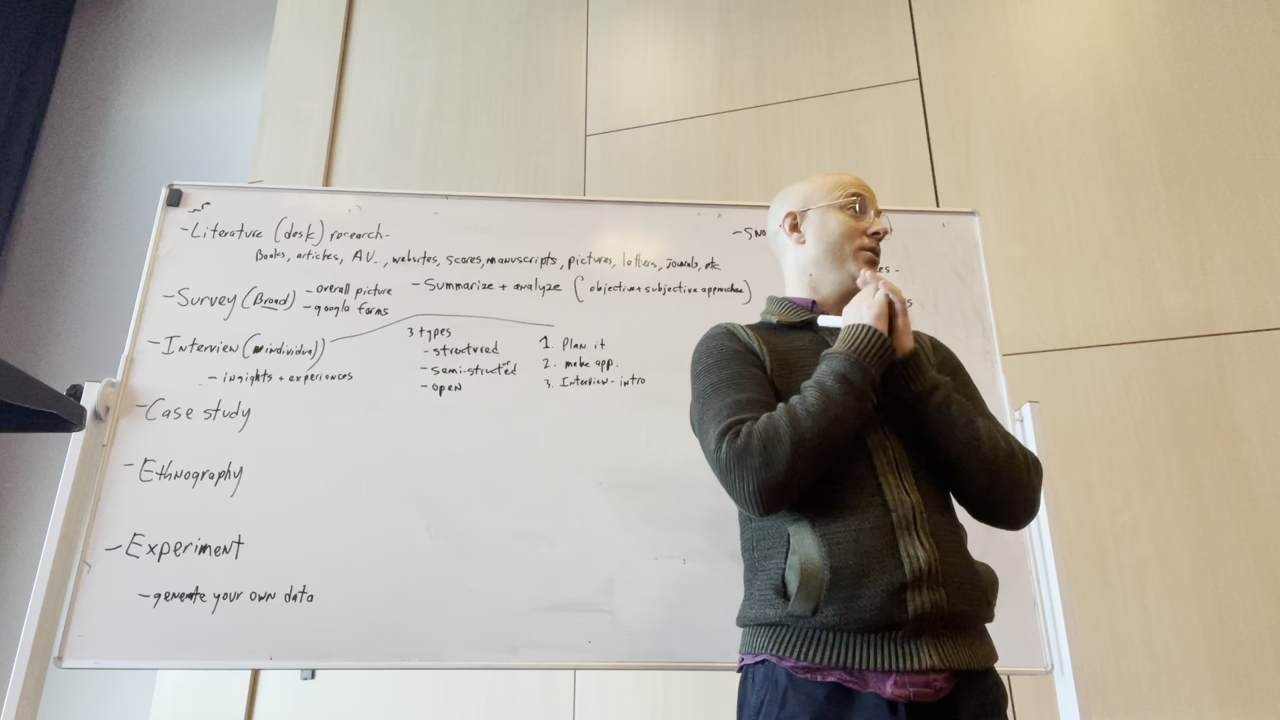 - Literature (desk) research -
Books, articles, AV., websites, scores, manuscripts, pictures, letters, journals, etc.
- Survey (Broad) - overall picture
- google forms
- Summarize + analyze (objective + subjective approaches)
- Interview (individual)
- insights + experiences
3 types
- structured
- semi-structured
- open
1. Plan it
2. make app.
3. Interview - intro
- Case study
- Ethnography
- Experiment
- generate your own data